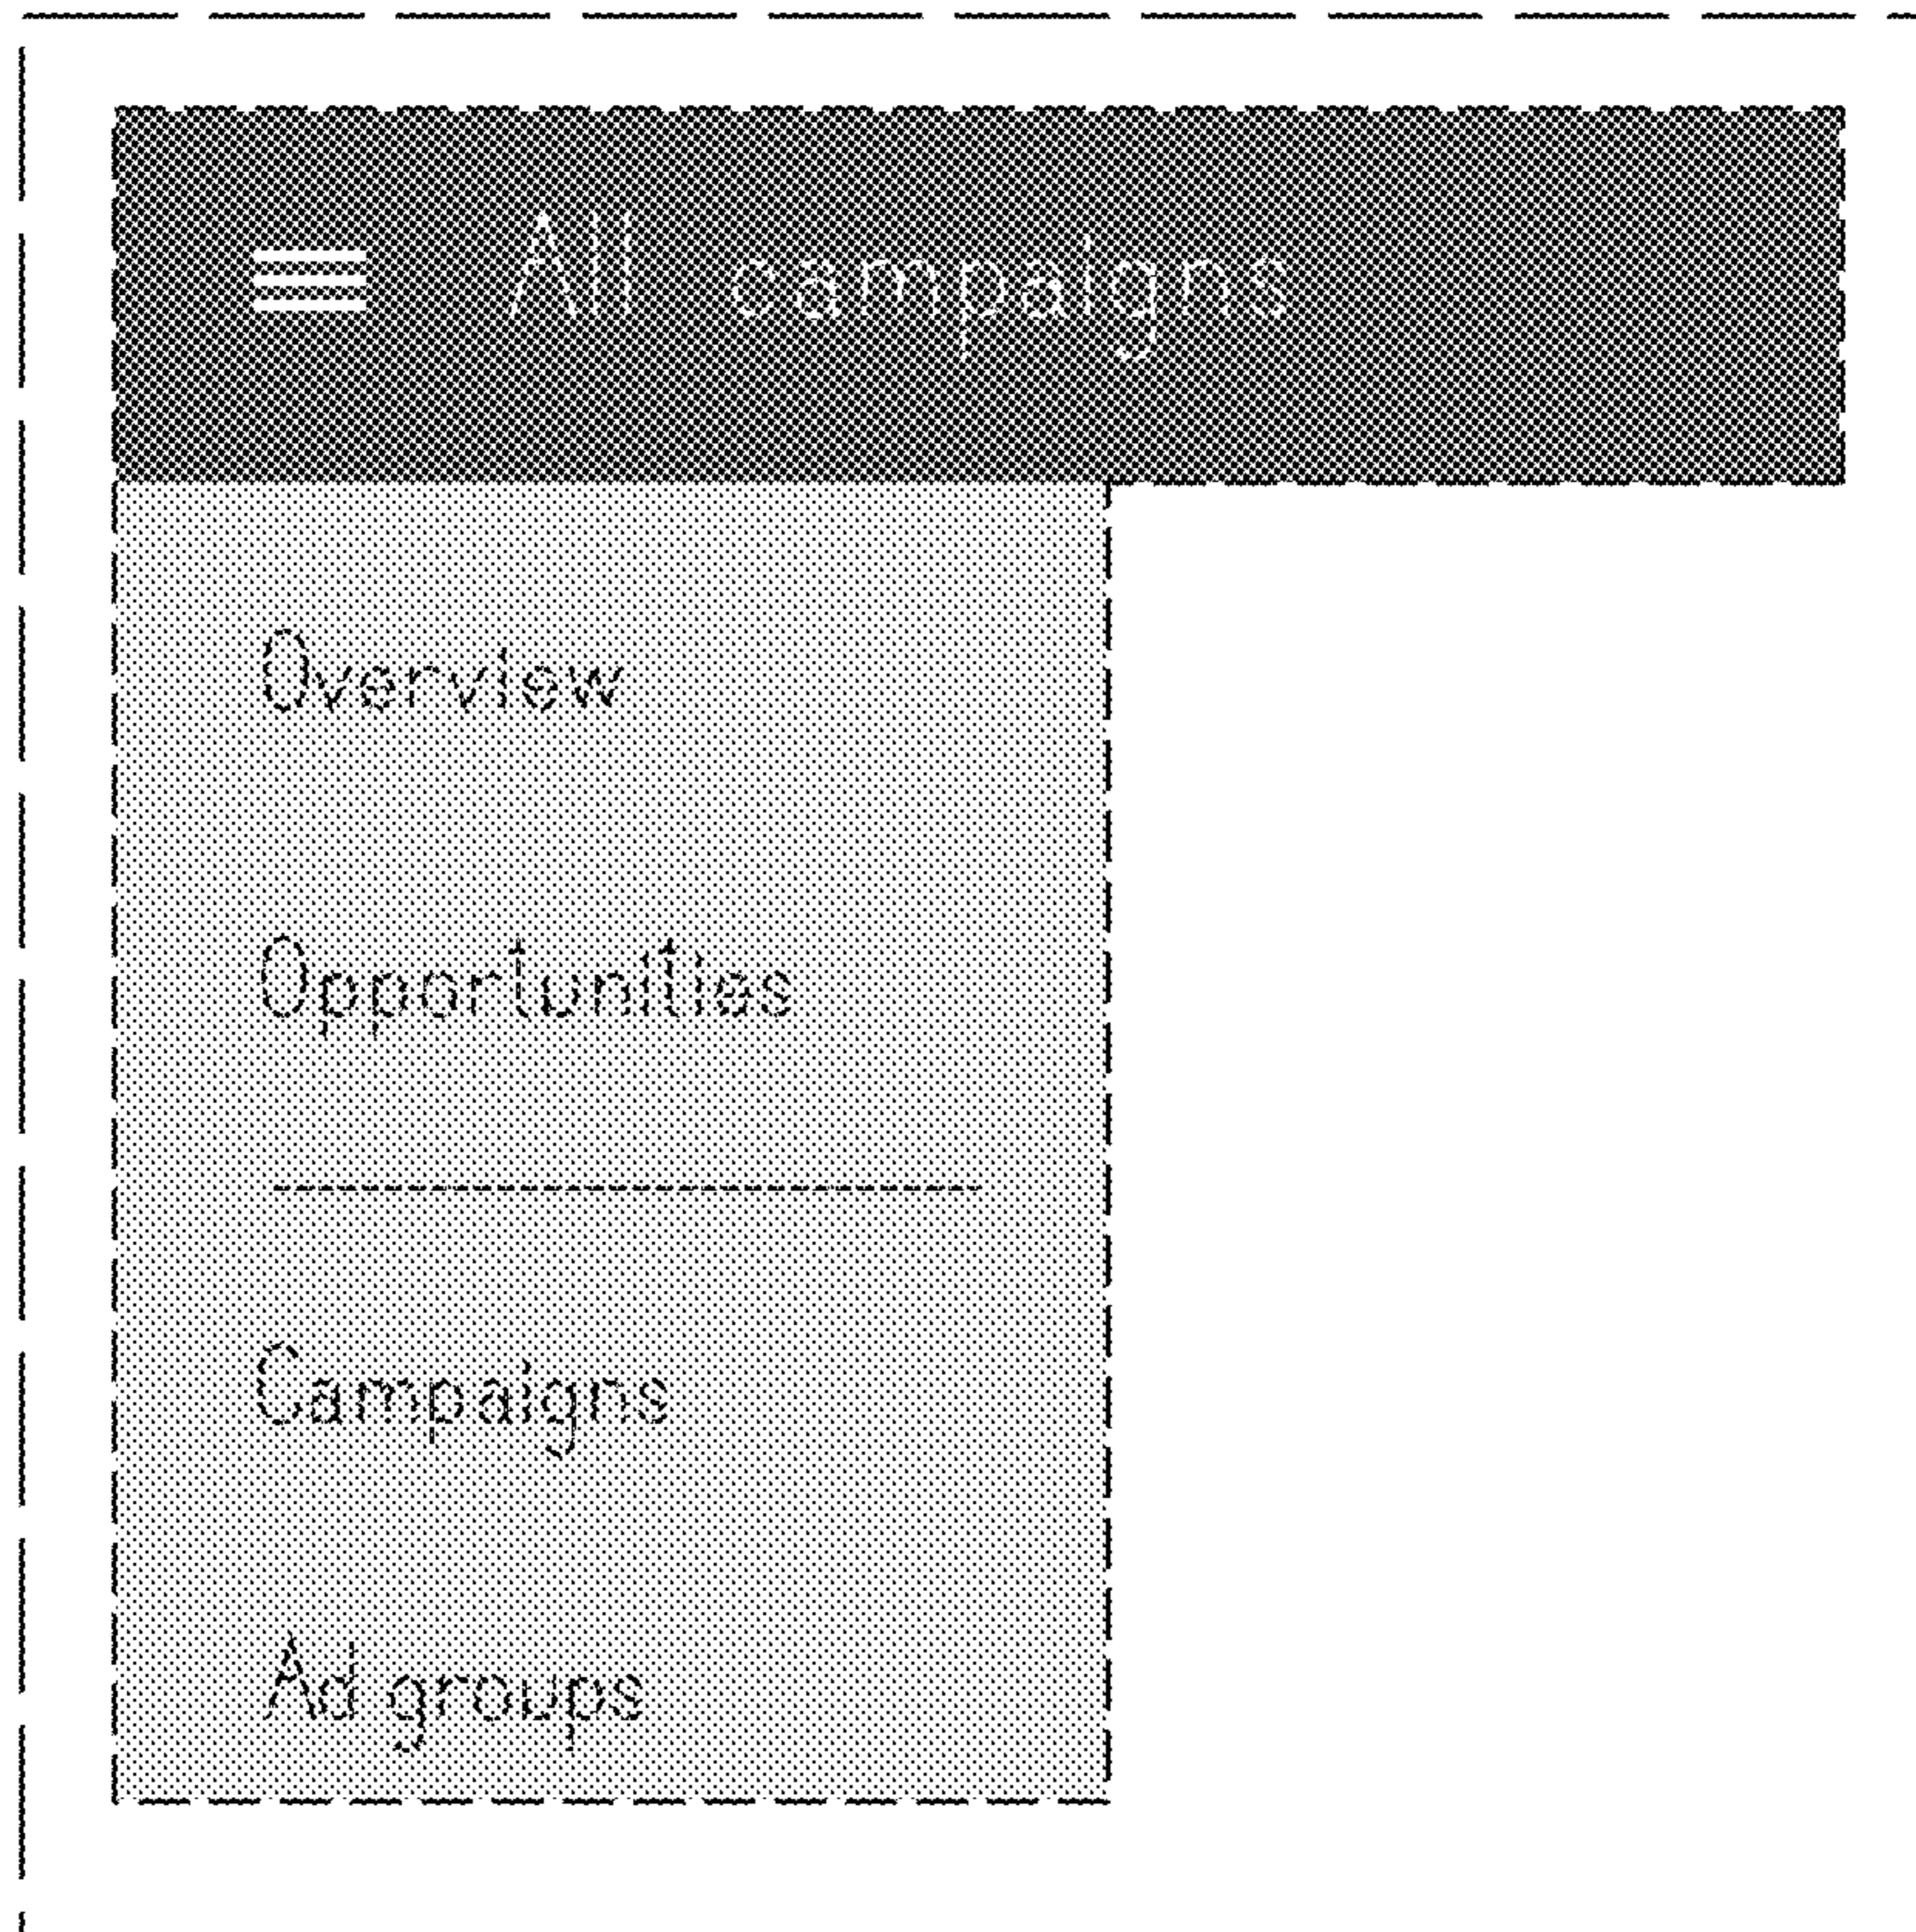 All campaigns
Overview
Opportunities
Campaigns
Ad groups